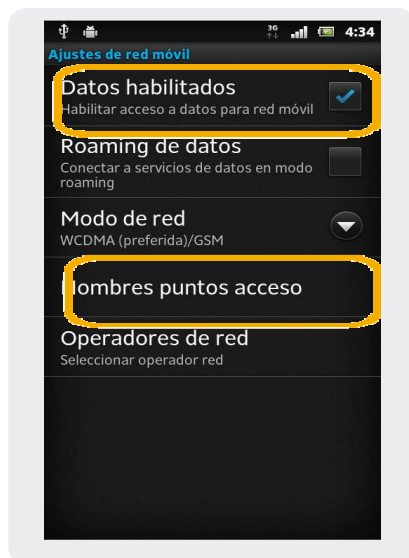 3G 4:34
Ajustes de red móvil
Datos habilitados
Habilitar acceso a datos para red móvil
Roaming de datos
Conectar a servicios de datos en modo
roaming
Modo de red
WCDMA (preferida)/GSM
Nombres puntos acceso
Operadores de red
Seleccionar operador red